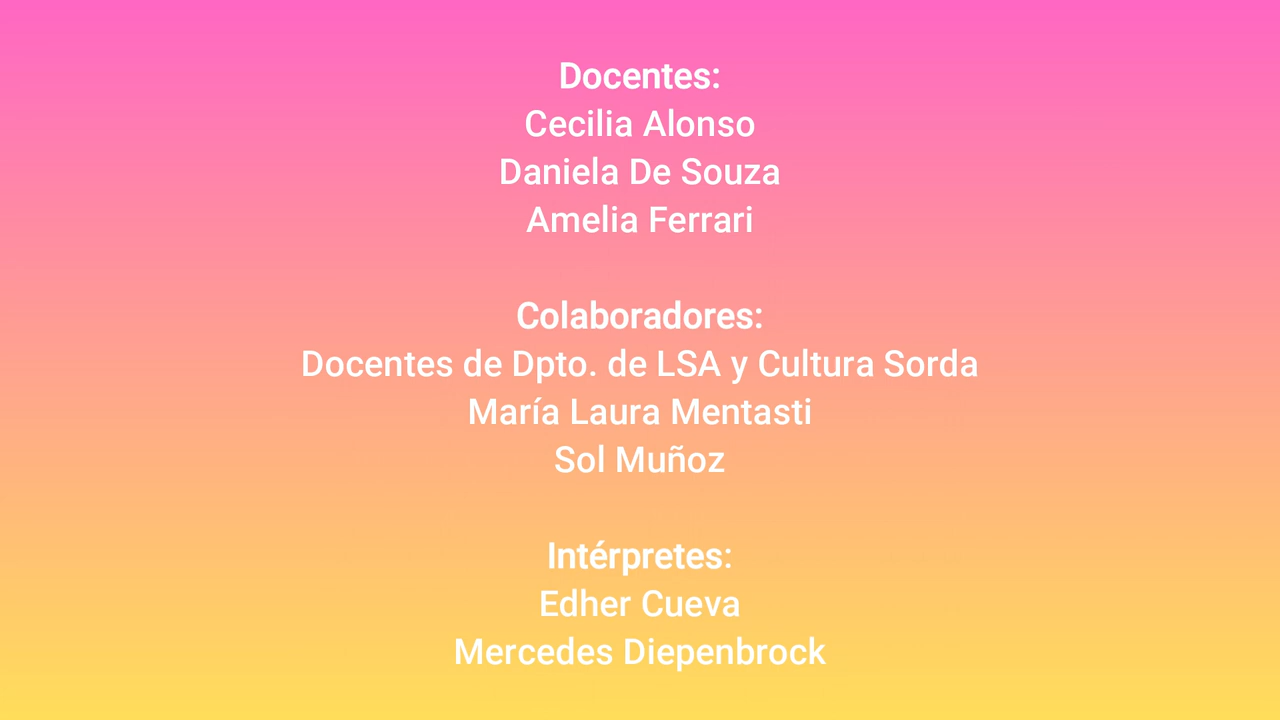 Docentes:
Cecilia Alonso
Daniela De Souza
Amelia Ferrari
Colaboradores:
Docentes de Dpto. de LSA y Cultura Sorda
María Laura Mentasti
Sol Muñoz
Intérpretes:
Edher Cueva
Mercedes Diepenbrock